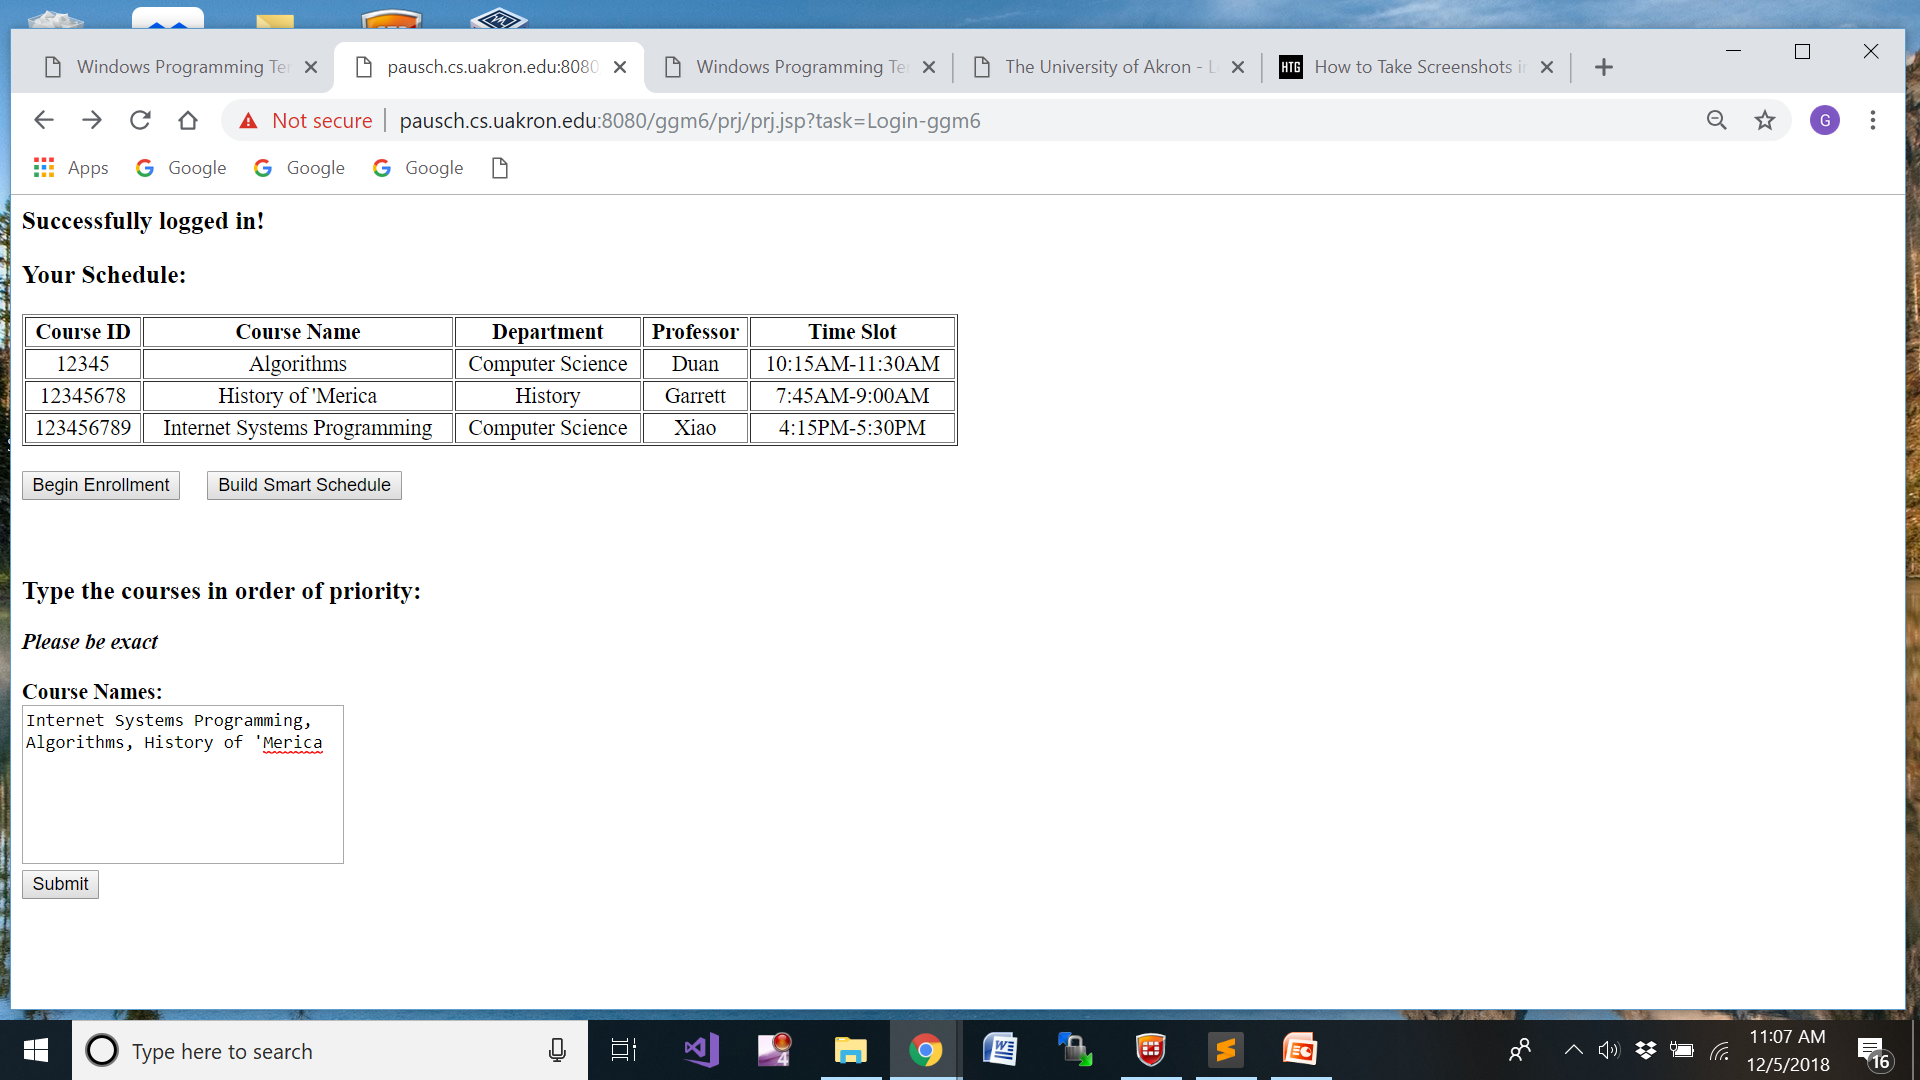 Windows Programming Te
pausch.cs.uakron.edu:8080
Windows Programming Te
The University of Akron - L
HTG How to Take Screenshots i
Not secure pausch.cs.uakron.edu:8080/ggm6/prj/prj.jsp?task=Login-ggm6
G
Apps Google Google Google
Successfully logged in!
Your Schedule:
Course ID Course Name Department Professor Time Slot
12345 Algorithms Computer Science Duan 10:15AM-11:30AM
12345678 History of 'Merica History Garrett 7:45AM-9:00AM
123456789 Internet Systems Programming Computer Science Xiao 4:15PM-5:30PM
Begin Enrollment Build Smart Schedule
Type the courses in order of priority:
Please be exact
Course Names:
Internet Systems Programming,
Algorithms, History of 'Merica
Submit
Type here to search
11:07 AM
12/5/2018
16